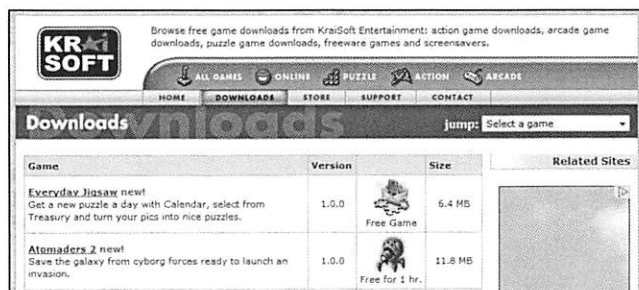 KRAI
SOFT
Browse free game downloads from KraiSoft Entertainment: action game downloads, arcade game
downloads, puzzle game downloads, freeware games and screensavers.
ALL GAMES ONLINE PUZZLE ACTION ARCADE
HOME DOWNLOADS STORE SUPPORT CONTACT
Downloads
Downloads
jump: Select a game
Game Version Size
Related Sites
Everyday Jigsaw new!
Get a new puzzle a day with Calendar, select from
Treasury and turn your pics into nice puzzles.
1.0.0
Free Game
6.4 MB
Atomaders 2 new!
Save the galaxy from cyborg forces ready to launch an
invasion.
1.0.0
Free for 1 hr.
11.8 MB